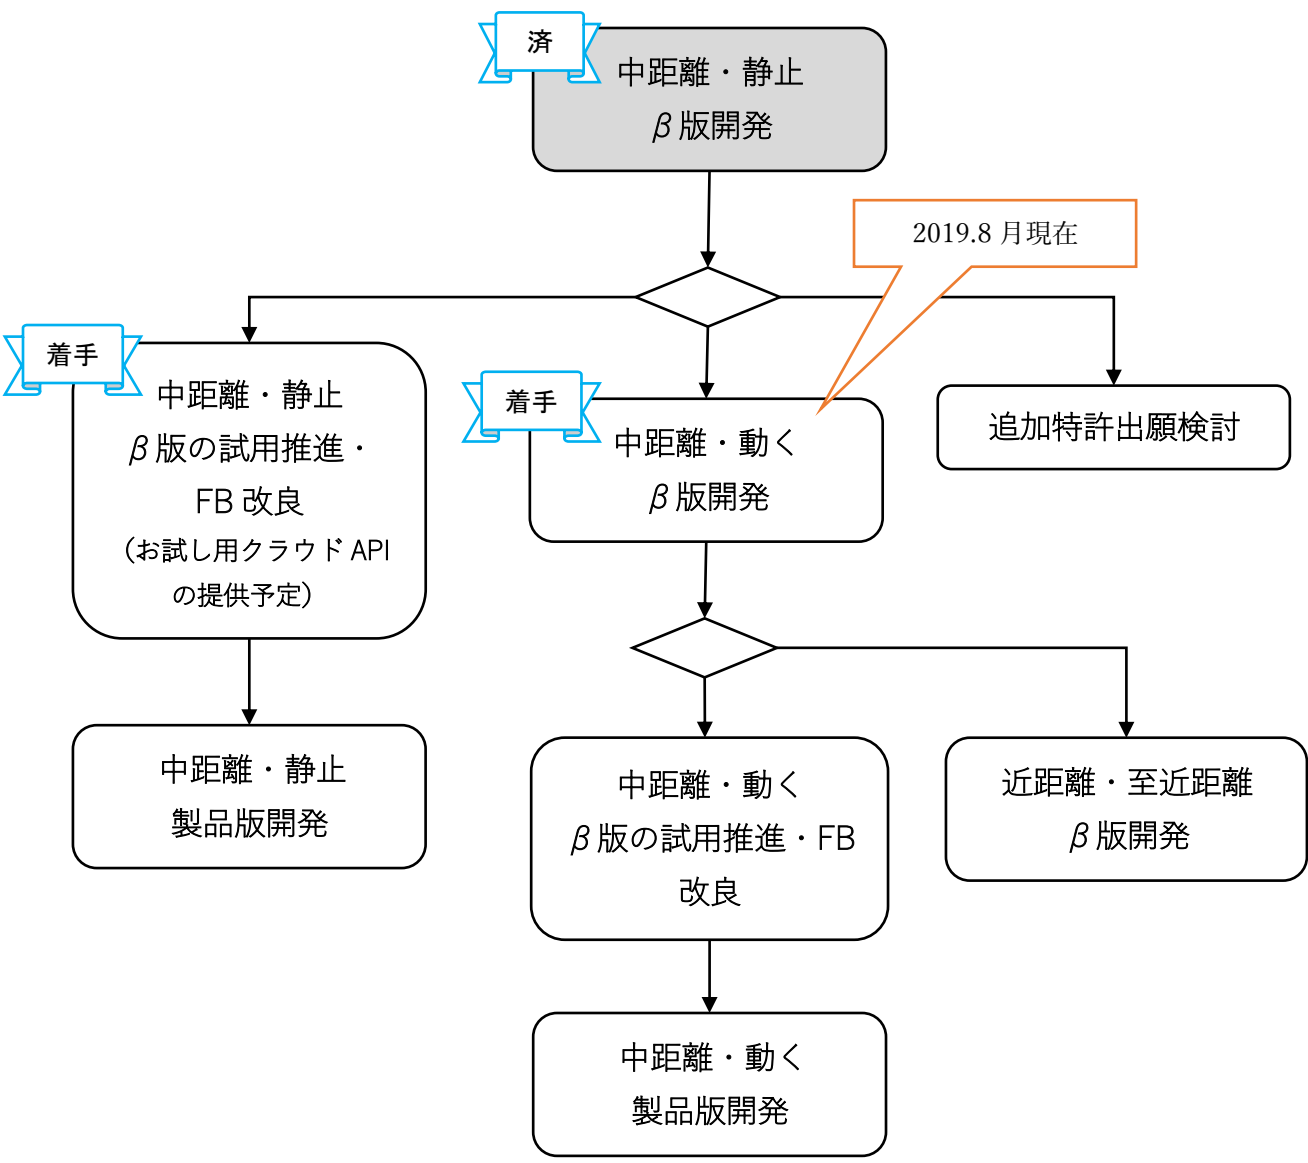 済
中距離・静止
β版開発
2019.8 月現在
着手
中距離・静止
β版の試用推進・
FB 改良
（お試し用クラウド API
の提供予定）
着手
中距離・動く
β版開発
追加特許出願検討
中距離・静止
製品版開発
中距離・動く
β版の試用推進・FB
改良
近距離・至近距離
β版開発
中距離・動く
製品版開発